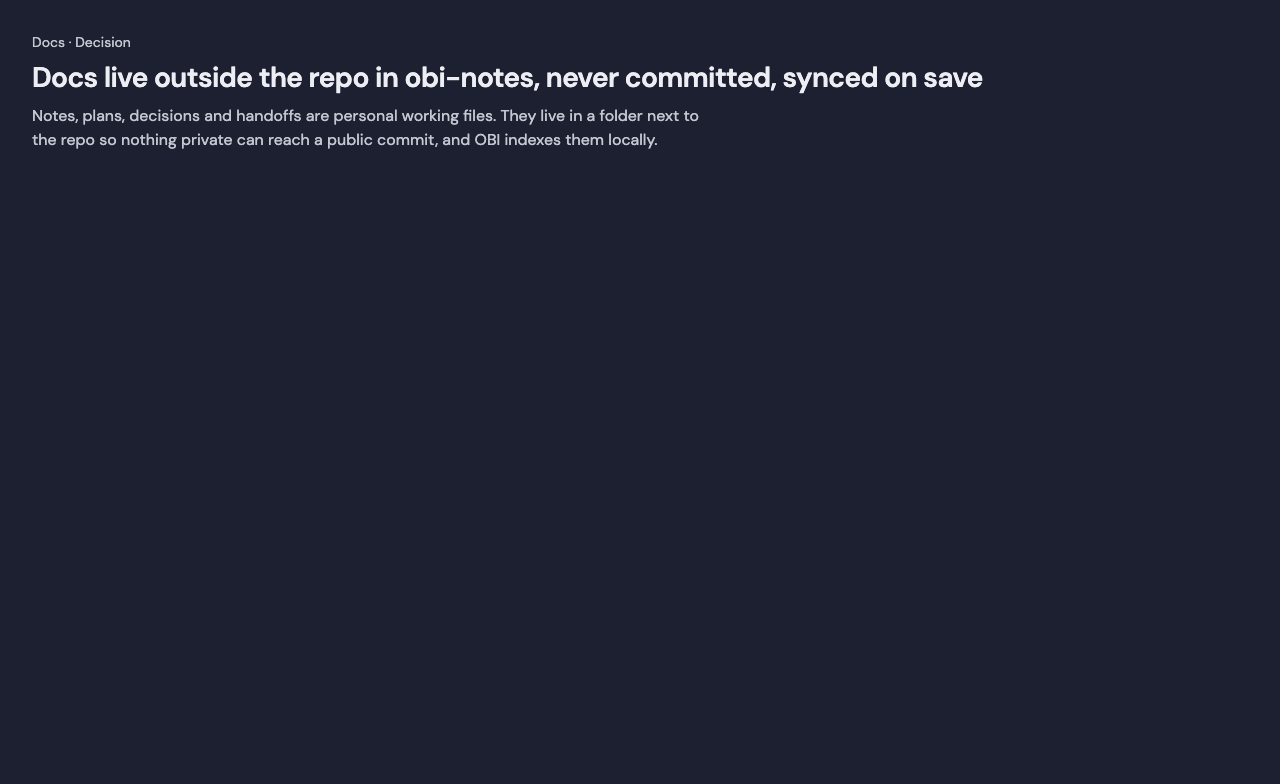 Docs · Decision
Docs live outside the repo in obi-notes, never committed, synced on save
Notes, plans, decisions and handoffs are personal working files. They live in a folder next to
the repo so nothing private can reach a public commit, and OBI indexes them locally.